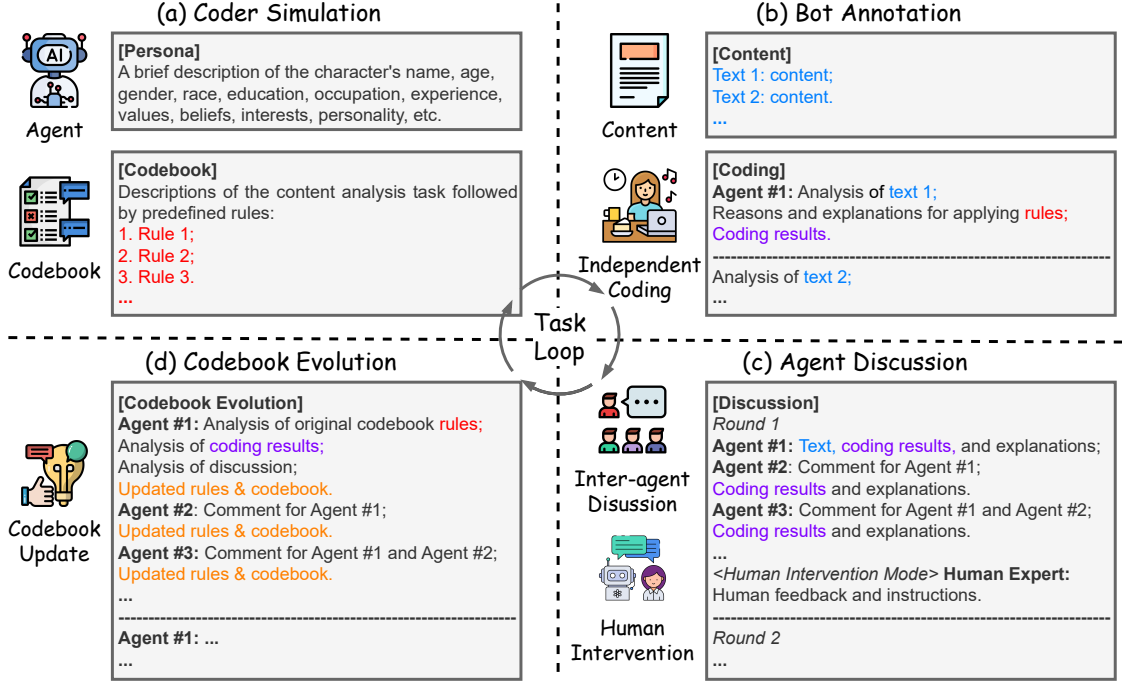 (a) Coder Simulation
AI
Agent
[Persona]
A brief description of the character's name, age,
gender, race, education, occupation, experience,
values, beliefs, interests, personality, etc.
Codebook
[Codebook]
Descriptions of the content analysis task followed
by predefined rules:
1. Rule 1;
2. Rule 2;
3. Rule 3.
...
(b) Bot Annotation
Content
[Content]
Text 1: content;
Text 2: content.
...
Independent
Coding
[Coding]
Agent #1: Analysis of text 1;
Reasons and explanations for applying rules;
Coding results.
Analysis of text 2;
...
Task
Loop
(d) Codebook Evolution
Codebook
Update
[Codebook Evolution]
Agent #1: Analysis of original codebook rules;
Analysis of coding results;
Analysis of discussion;
Updated rules & codebook.
Agent #2: Comment for Agent #1;
Updated rules & codebook.
Agent #3: Comment for Agent #1 and Agent #2;
Updated rules & codebook.
...
Agent #1: ...
...
(c) Agent Discussion
Inter-agent
Disussion
Human
Intervention
[Discussion]
Round 1
Agent #1: Text, coding results, and explanations;
Agent #2: Comment for Agent #1;
Coding results and explanations.
Agent #3: Comment for Agent #1 and Agent #2;
Coding results and explanations.
...
<Human Intervention Mode> Human Expert:
Human feedback and instructions.
Round 2
...